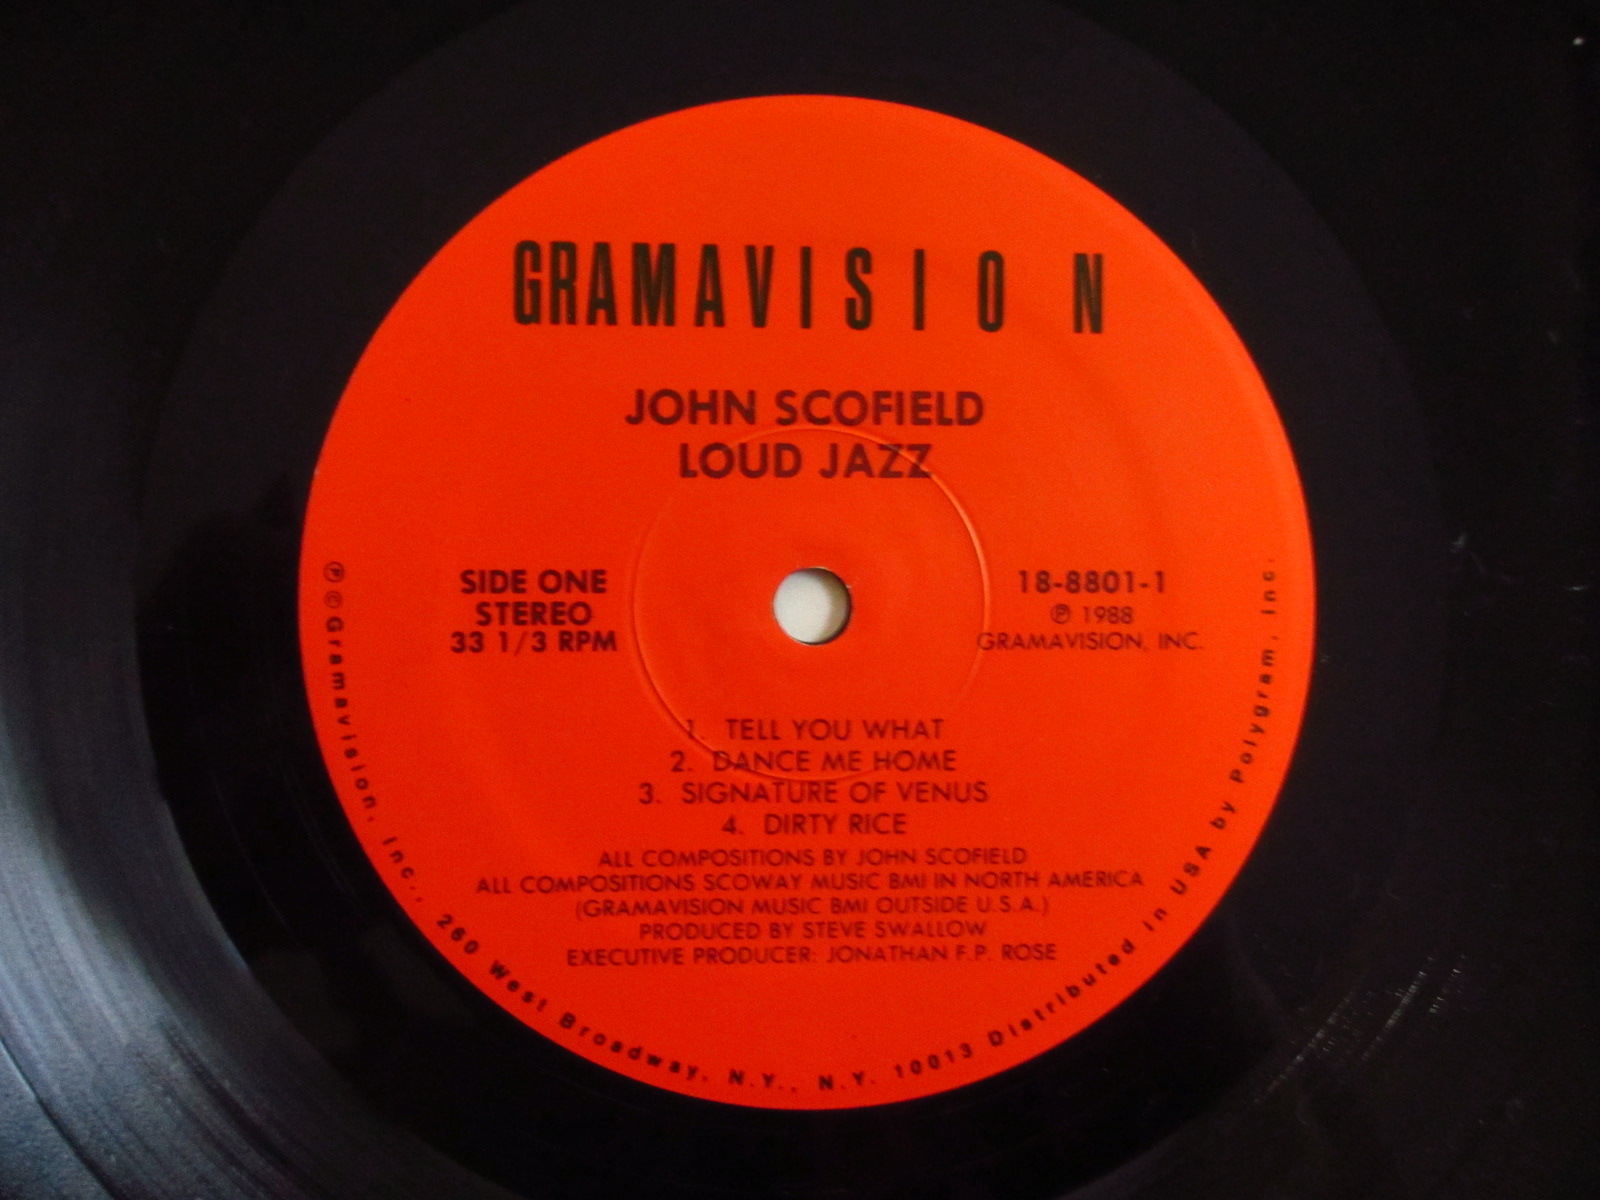 GRAMAVISION
JOHN SCOFIELD
LOUD JAZZ
SIDE ONE
STEREO
33 1/3 RPM
18-8801-1
℗ 1988
GRAMAVISION, INC.
1. TELL YOU WHAT
2. DANCE ME HOME
3. SIGNATURE OF VENUS
4. DIRTY RICE
ALL COMPOSITIONS BY JOHN SCOFIELD
ALL COMPOSITIONS SCOWAY MUSIC BMI IN NORTH AMERICA
(GRAMAVISION MUSIC BMI OUTSIDE U.S.A.)
PRODUCED BY STEVE SWALLOW
EXECUTIVE PRODUCER: JONATHAN F.P. ROSE
℗ © Gramavision, Inc., 260 West Broadway, N.Y., N.Y. 10013 Distributed in USA by Polygram, Inc.